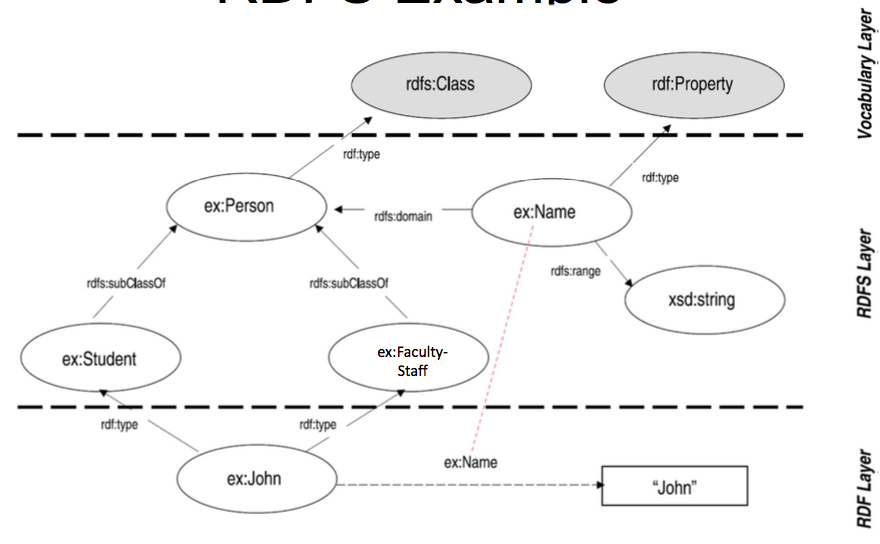 RDFS Example
Vocabulary Layer
rdfs:Class
rdf:Property
rdf:type
rdf:type
ex:Person
rdfs:domain
ex:Name
RDFS Layer
rdfs:range
rdfs:subClassOf
rdfs:subClassOf
xsd:string
ex:Student
ex:Faculty-
Staff
rdf:type
rdf:type
ex:Name
ex:John
"John"
RDF Layer